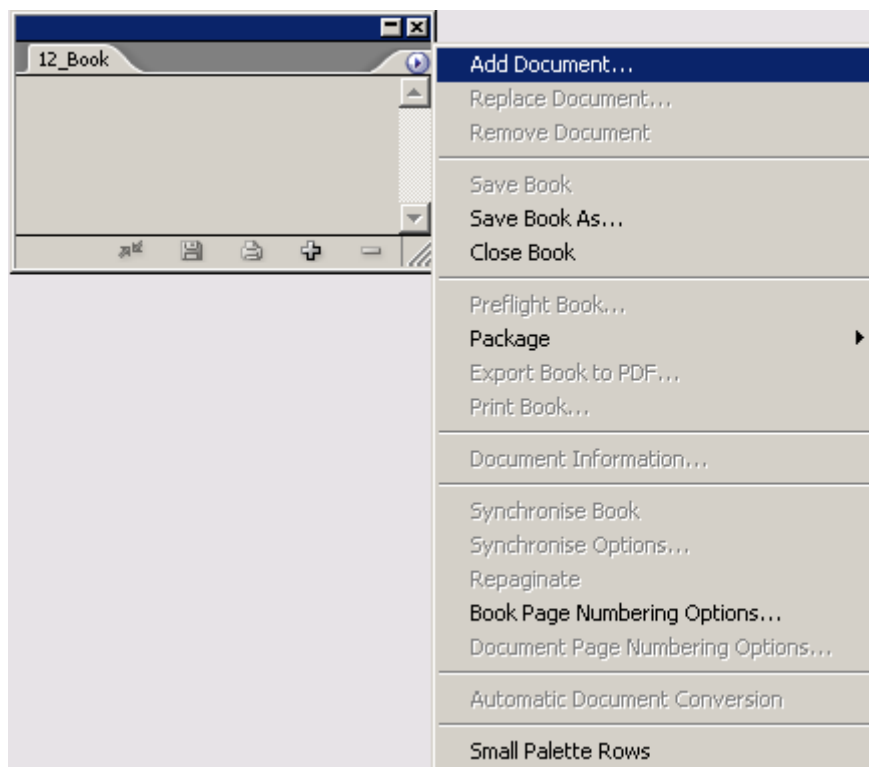 12_Book
Add Document...
Replace Document...
Remove Document
Save Book
Save Book As...
Close Book
Preflight Book...
Package
Export Book to PDF...
Print Book...
Document Information...
Synchronise Book
Synchronise Options...
Repaginate
Book Page Numbering Options...
Document Page Numbering Options...
Automatic Document Conversion
Small Palette Rows